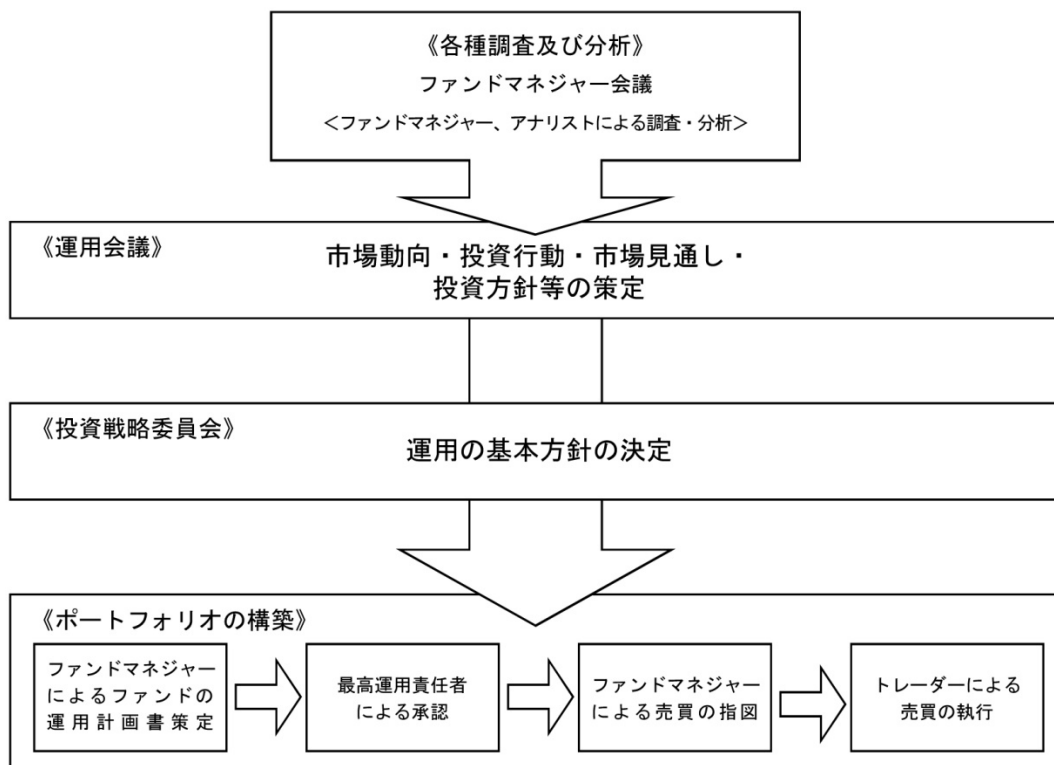 《各種調査及び分析》
ファンドマネジャー会議
＜ファンドマネジャー、アナリストによる調査・分析＞
《運用会議》
市場動向・投資行動・市場見通し・
投資方針等の策定
《投資戦略委員会》
運用の基本方針の決定
《ポートフォリオの構築》
ファンドマネジャー
によるファンドの
運用計画書策定
最高運用責任者
による承認
ファンドマネジャー
による売買の指図
トレーダーによる
売買の執行